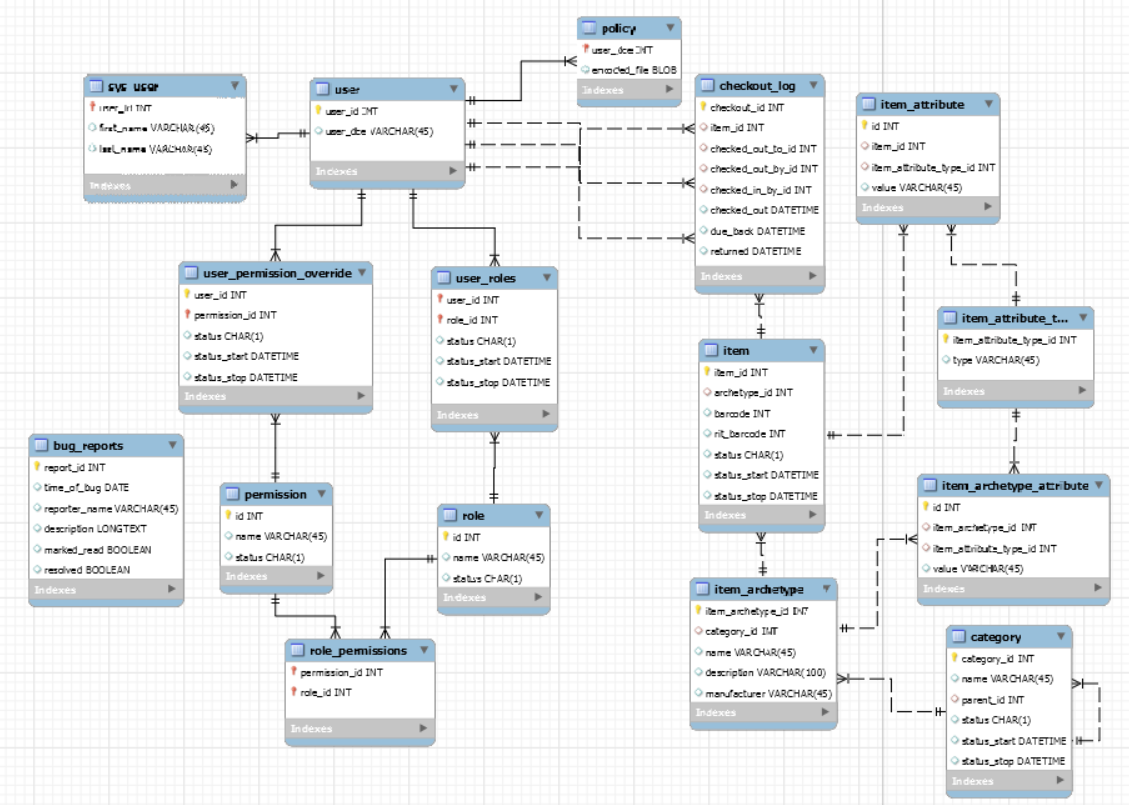 policy
user_dce INT
encoded_file BLOB
Indexes
sys_user
user_id INT
first_name VARCHAR(45)
last_name VARCHAR(45)
Indexes
user
user_id INT
user_dce VARCHAR(45)
Indexes
checkout_log
checkout_id INT
item_id INT
checked_out_to_id INT
checked_out_by_id INT
checked_in_by_id INT
checked_out DATETIME
due_back DATETIME
returned DATETIME
Indexes
item_attribute
id INT
item_id INT
item_attribute_type_id INT
value VARCHAR(45)
Indexes
user_permission_override
user_id INT
permission_id INT
status CHAR(1)
status_start DATETIME
status_stop DATETIME
Indexes
user_roles
user_id INT
role_id INT
status CHAR(1)
status_start DATETIME
status_stop DATETIME
Indexes
item_attribute_t...
item_attribute_type_id INT
type VARCHAR(45)
Indexes
item
item_id INT
archetype_id INT
barcode INT
rit_barcode INT
status CHAR(1)
status_start DATETIME
status_stop DATETIME
Indexes
bug_reports
report_id INT
time_of_bug DATE
reporter_name VARCHAR(45)
description LONGTEXT
marked_read BOOLEAN
resolved BOOLEAN
Indexes
permission
id INT
name VARCHAR(45)
status CHAR(1)
Indexes
role
id INT
name VARCHAR(45)
status CHAR(1)
Indexes
item_archetype_attribute
id INT
item_archetype_id INT
item_attribute_type_id INT
value VARCHAR(45)
Indexes
item_archetype
item_archetype_id INT
category_id INT
name VARCHAR(45)
description VARCHAR(100)
manufacturer VARCHAR(45)
Indexes
role_permissions
permission_id INT
role_id INT
Indexes
category
category_id INT
name VARCHAR(45)
parent_id INT
status CHAR(1)
status_start DATETIME
status_stop DATETIME
Indexes